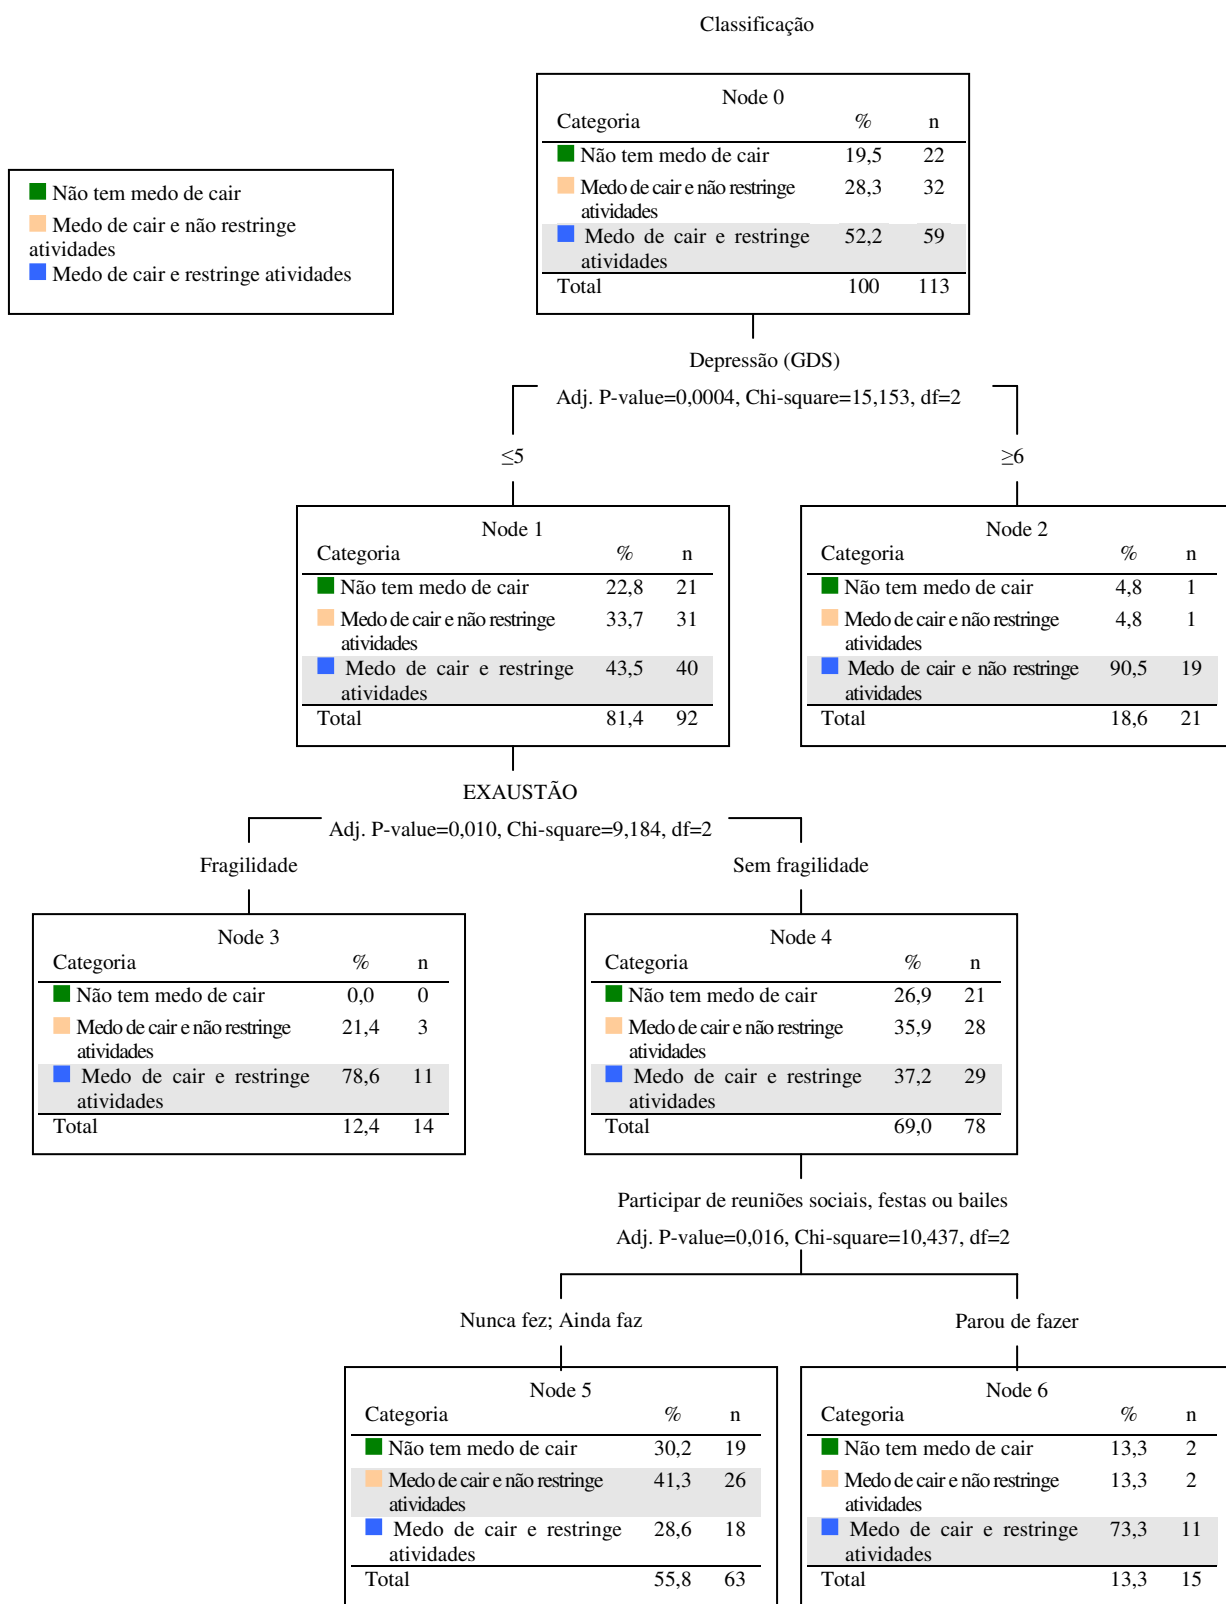 Classificação
Node 0
Categoria % n
Não tem medo de cair 19,5 22
Medo de cair e não restringe 28,3 32
atividades
Medo de cair e restringe 52,2 59
atividades
Total 100 113
Não tem medo de cair
Medo de cair e não restringe
atividades
Medo de cair e restringe atividades
Depressão (GDS)
Adj. P-value=0,0004, Chi-square=15,153, df=2
≤5
≥6
Node 1
Categoria % n
Não tem medo de cair 22,8 21
Medo de cair e não restringe 33,7 31
atividades
Medo de cair e restringe 43,5 40
atividades
Total 81,4 92
Node 2
Categoria % n
Não tem medo de cair 4,8 1
Medo de cair e não restringe 4,8 1
atividades
Medo de cair e não restringe 90,5 19
atividades
Total 18,6 21
EXAUSTÃO
Adj. P-value=0,010, Chi-square=9,184, df=2
Fragilidade
Sem fragilidade
Node 3
Categoria % n
Não tem medo de cair 0,0 0
Medo de cair e não restringe 21,4 3
atividades
Medo de cair e restringe 78,6 11
atividades
Total 12,4 14
Node 4
Categoria % n
Não tem medo de cair 26,9 21
Medo de cair e não restringe 35,9 28
atividades
Medo de cair e restringe 37,2 29
atividades
Total 69,0 78
Participar de reuniões sociais, festas ou bailes
Adj. P-value=0,016, Chi-square=10,437, df=2
Nunca fez; Ainda faz
Parou de fazer
Node 5
Categoria % n
Não tem medo de cair 30,2 19
Medo de cair e não restringe 41,3 26
atividades
Medo de cair e restringe 28,6 18
atividades
Total 55,8 63
Node 6
Categoria % n
Não tem medo de cair 13,3 2
Medo de cair e não restringe 13,3 2
atividades
Medo de cair e restringe 73,3 11
atividades
Total 13,3 15